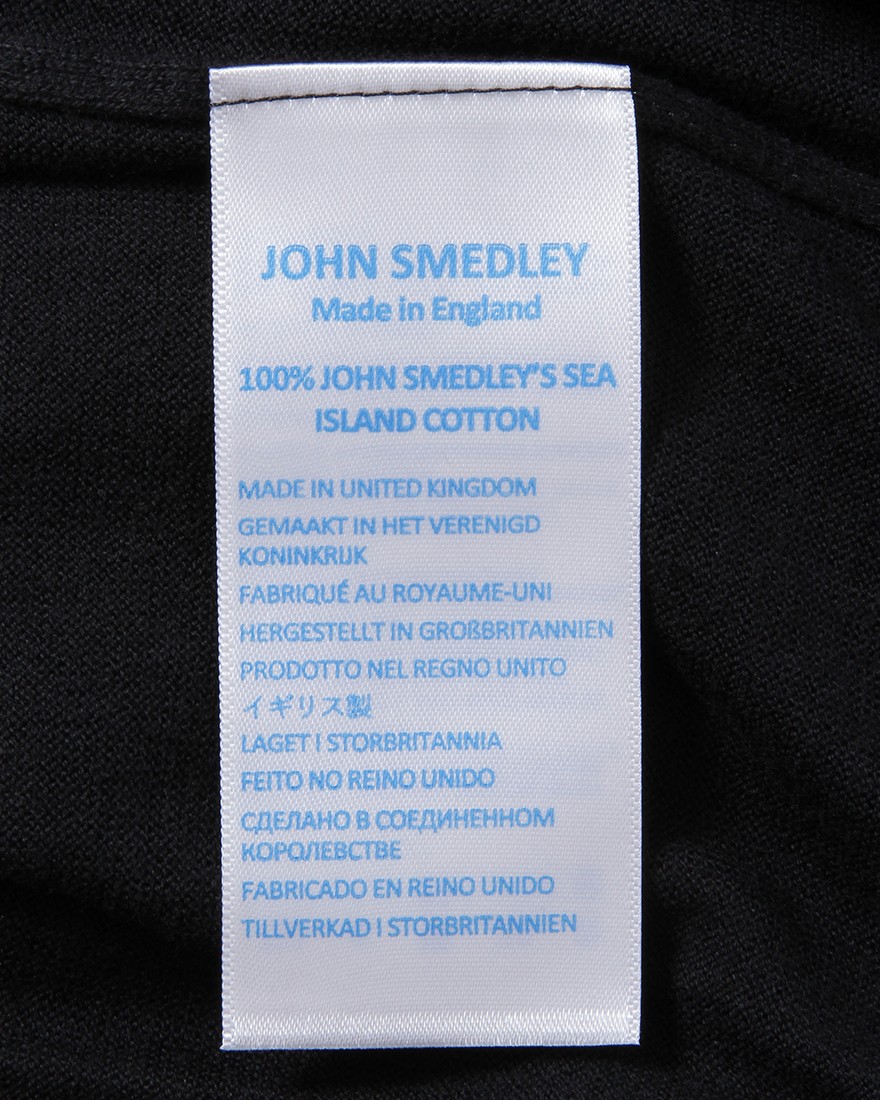 JOHN SMEDLEY
Made in England
100% JOHN SMEDLEY'S SEA
ISLAND COTTON
MADE IN UNITED KINGDOM
GEMAAKT IN HET VERENIGD
KONINKRIJK
FABRIQUÉ AU ROYAUME-UNI
HERGESTELLT IN GROßBRITANNIEN
PRODOTTO NEL REGNO UNITO
イギリス製
LAGET I STORBRITANNIA
FEITO NO REINO UNIDO
СДЕЛАНО В СОЕДИНЕННОМ
КОРОЛЕВСТВЕ
FABRICADO EN REINO UNIDO
TILLVERKAD I STORBRITANNIEN